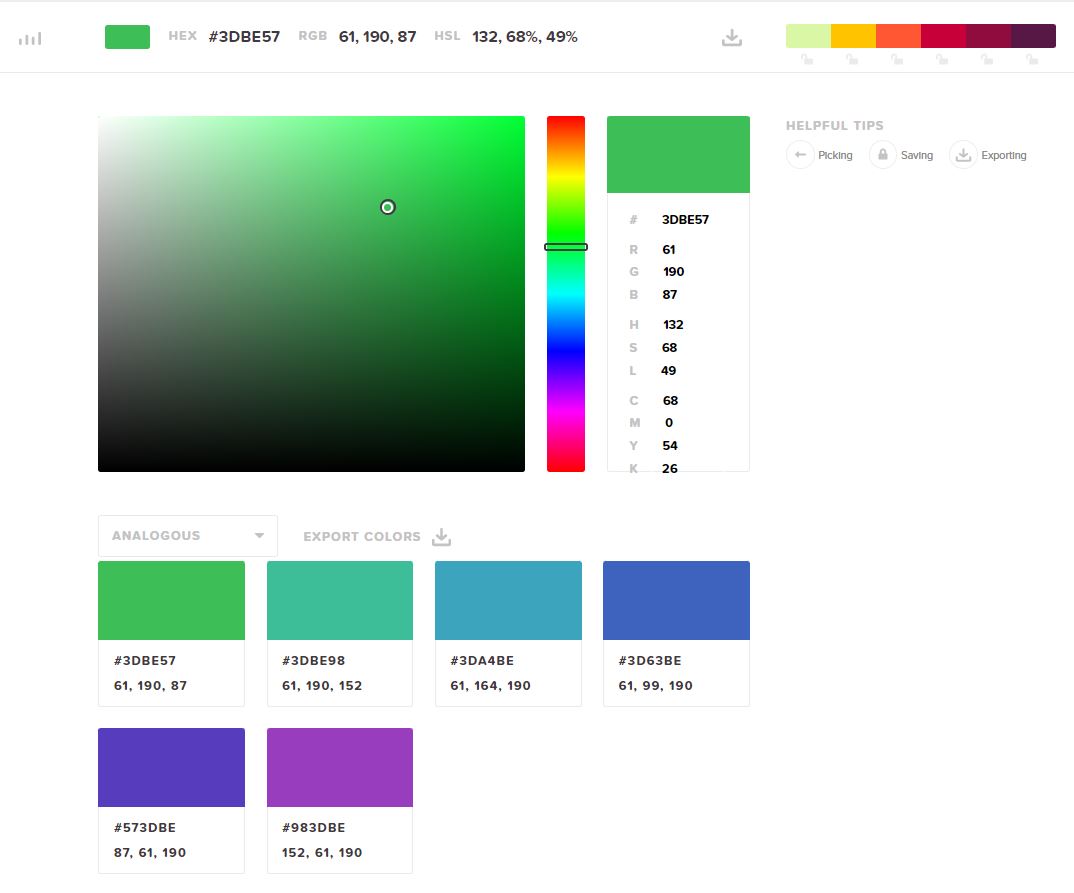 HEX #3DBE57 RGB 61, 190, 87 HSL 132, 68%, 49%
HELPFUL TIPS
Picking Saving Exporting
# 3DBE57
R 61
G 190
B 87
H 132
S 68
L 49
C 68
M 0
Y 54
K 26
ANALOGOUS EXPORT COLORS
#3DBE57
61, 190, 87
#3DBE98
61, 190, 152
#3DA4BE
61, 164, 190
#3D63BE
61, 99, 190
#573DBE
87, 61, 190
#983DBE
152, 61, 190